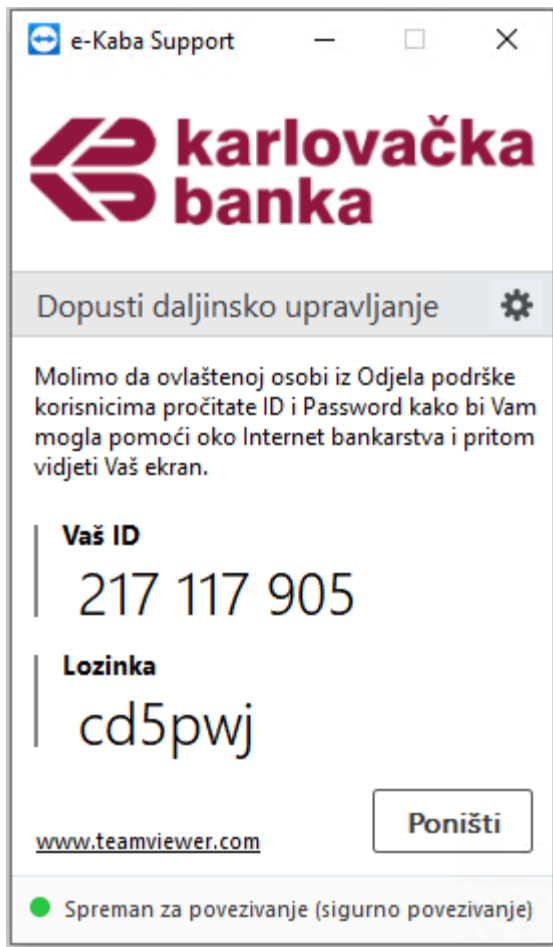 e-Kaba Support
karlovačka
banka
Dopusti daljinsko upravljanje
Molimo da ovlaštenoj osobi iz Odjela podrške
korisnicima pročitate ID i Password kako bi Vam
mogla pomoći oko Internet bankarstva i pritom
vidjeti Vaš ekran.
Vaš ID
217 117 905
Lozinka
cd5pwj
www.teamviewer.com
Poništi
Spreman za povezivanje (sigurno povezivanje)